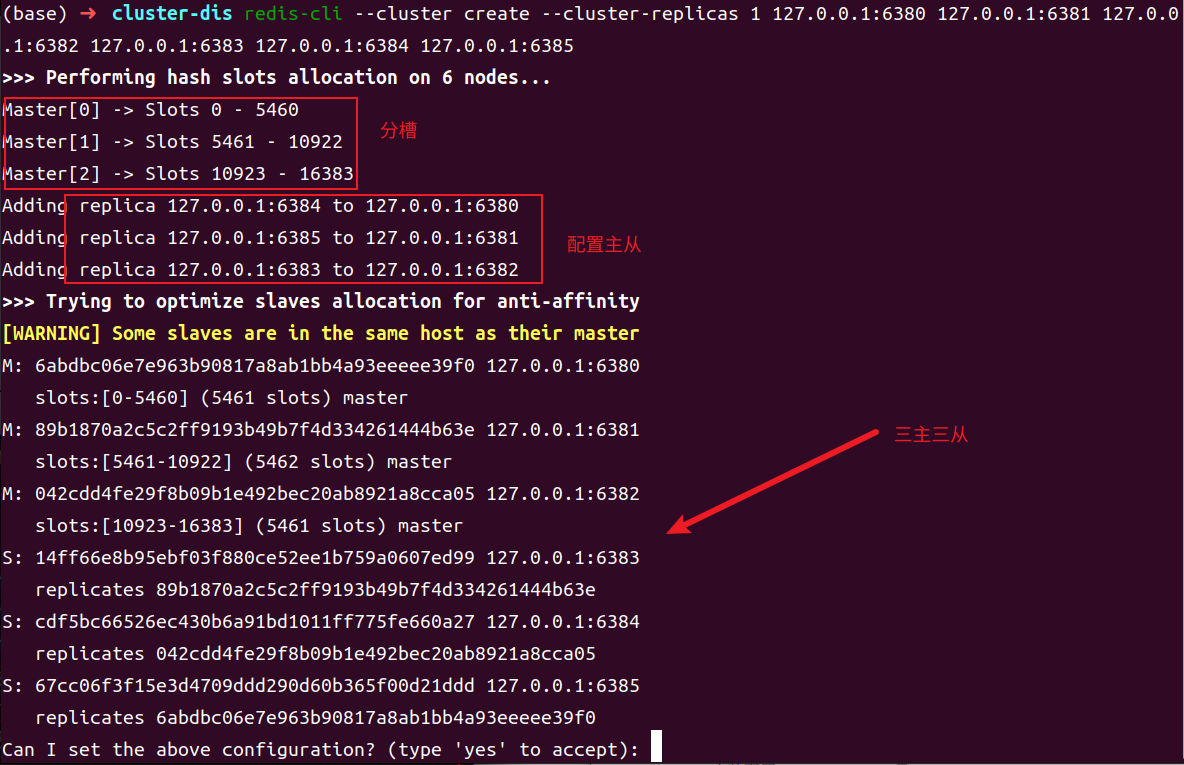 (base) → cluster-dis redis-cli --cluster create --cluster-replicas 1 127.0.0.1:6380 127.0.0.1:6381 127.0.0
.1:6382 127.0.0.1:6383 127.0.0.1:6384 127.0.0.1:6385
>>> Performing hash slots allocation on 6 nodes...
Master[0] -> Slots 0 - 5460
分槽
Master[1] -> Slots 5461 - 10922
Master[2] -> Slots 10923 - 16383
Adding replica 127.0.0.1:6384 to 127.0.0.1:6380
Adding replica 127.0.0.1:6385 to 127.0.0.1:6381
配置主从
Adding replica 127.0.0.1:6383 to 127.0.0.1:6382
>>> Trying to optimize slaves allocation for anti-affinity
[WARNING] Some slaves are in the same host as their master
M: 6abdbc06e7e963b90817a8ab1bb4a93eeeee39f0 127.0.0.1:6380
slots:[0-5460] (5461 slots) master
M: 89b1870a2c5c2ff9193b49b7f4d334261444b63e 127.0.0.1:6381
三主三从
slots:[5461-10922] (5462 slots) master
M: 042cdd4fe29f8b09b1e492bec20ab8921a8cca05 127.0.0.1:6382
slots:[10923-16383] (5461 slots) master
S: 14ff66e8b95ebf03f880ce52ee1b759a0607ed99 127.0.0.1:6383
replicates 89b1870a2c5c2ff9193b49b7f4d334261444b63e
S: cdf5bc66526ec430b6a91bd1011ff775fe660a27 127.0.0.1:6384
replicates 042cdd4fe29f8b09b1e492bec20ab8921a8cca05
S: 67cc06f3f15e3d4709ddd290d60b365f00d21ddd 127.0.0.1:6385
replicates 6abdbc06e7e963b90817a8ab1bb4a93eeeee39f0
Can I set the above configuration? (type 'yes' to accept):